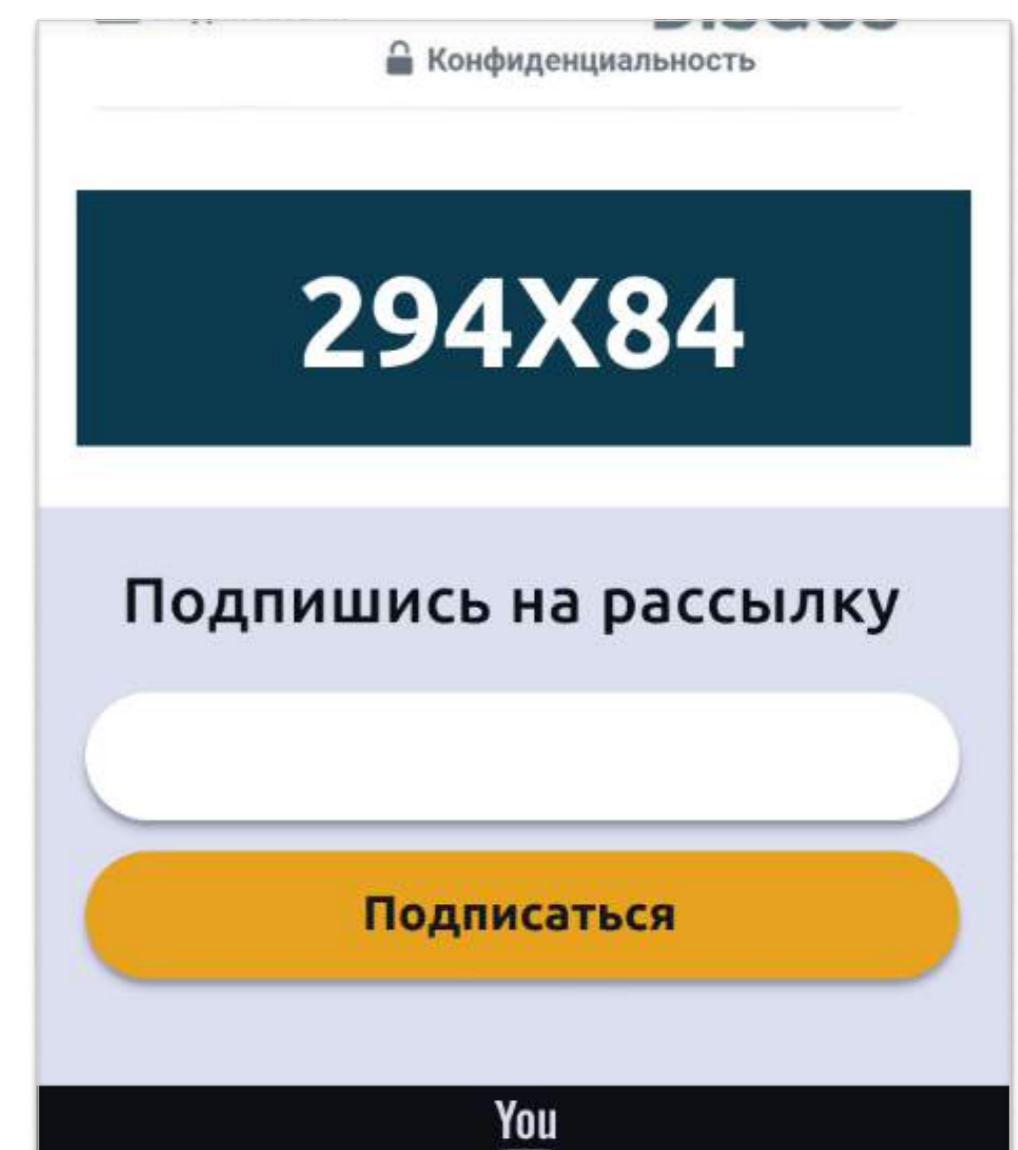 Конфиденциальность
294X84
Подпишись на рассылку
Подписаться
You